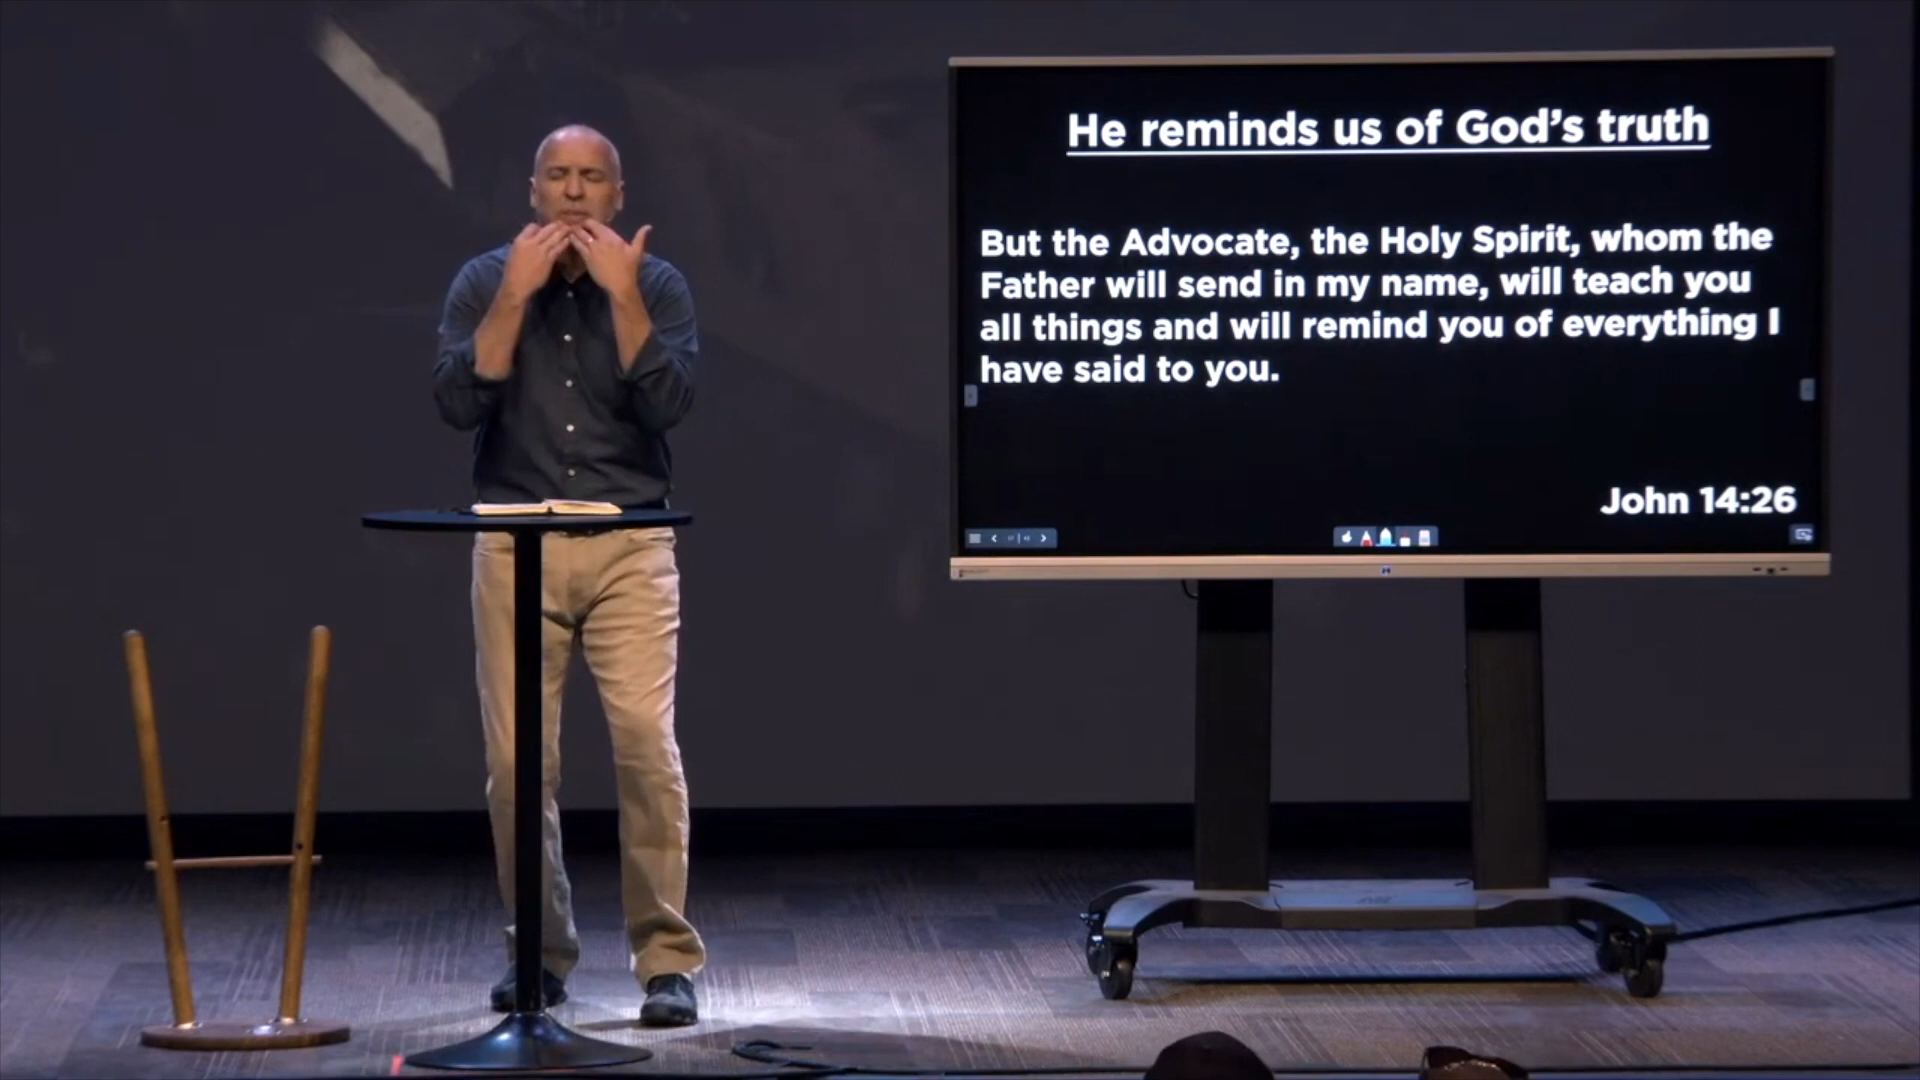 He reminds us of God's truth
But the Advocate, the Holy Spirit, whom the
Father will send in my name, will teach you
all things and will remind you of everything I
have said to you.
John 14:26